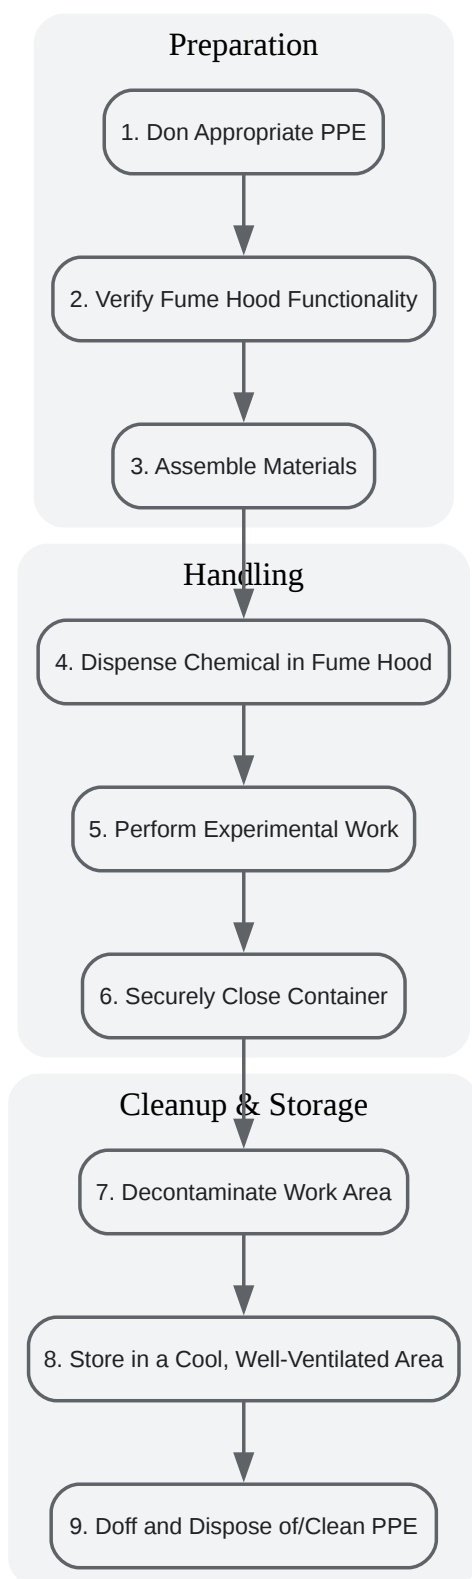 Preparation
1. Don Appropriate PPE
2. Verify Fume Hood Functionality
3. Assemble Materials
Handling
4. Dispense Chemical in Fume Hood
5. Perform Experimental Work
6. Securely Close Container
Cleanup & Storage
7. Decontaminate Work Area
8. Store in a Cool, Well-Ventilated Area
9. Doff and Dispose of/Clean PPE